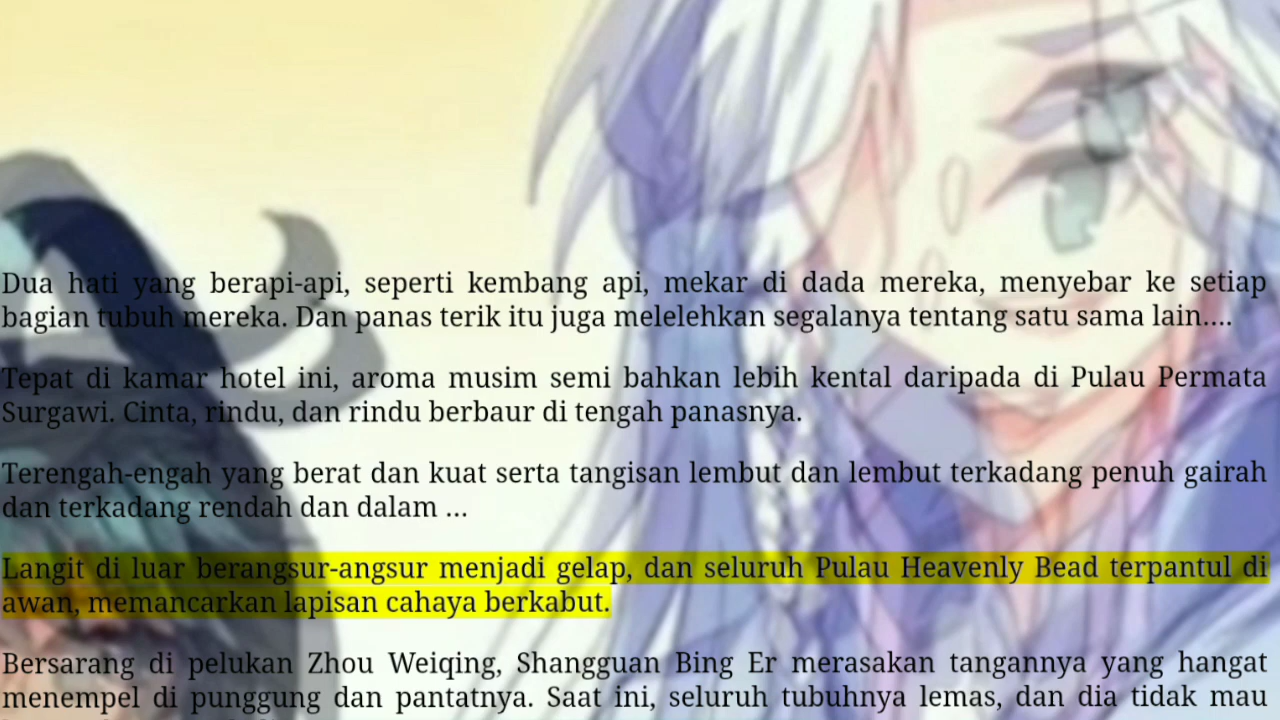 Dua hati yang berapi-api, seperti kembang api, mekar di dada mereka, menyebar ke setiap
bagian tubuh mereka. Dan panas terik itu juga melelehkan segalanya tentang satu sama lain....
Tepat di kamar hotel ini, aroma musim semi bahkan lebih kental daripada di Pulau Permata
Surgawi. Cinta, rindu, dan rindu berbaur di tengah panasnya.
Terengah-engah yang berat dan kuat serta tangisan lembut dan lembut terkadang penuh gairah
dan terkadang rendah dan dalam ...
Langit di luar berangsur-angsur menjadi gelap, dan seluruh Pulau Heavenly Bead terpantul di
awan, memancarkan lapisan cahaya berkabut.
Bersarang di pelukan Zhou Weiqing, Shangguan Bing Er merasakan tangannya yang hangat
menempel di punggung dan pantatnya. Saat ini, seluruh tubuhnya lemas, dan dia tidak mau